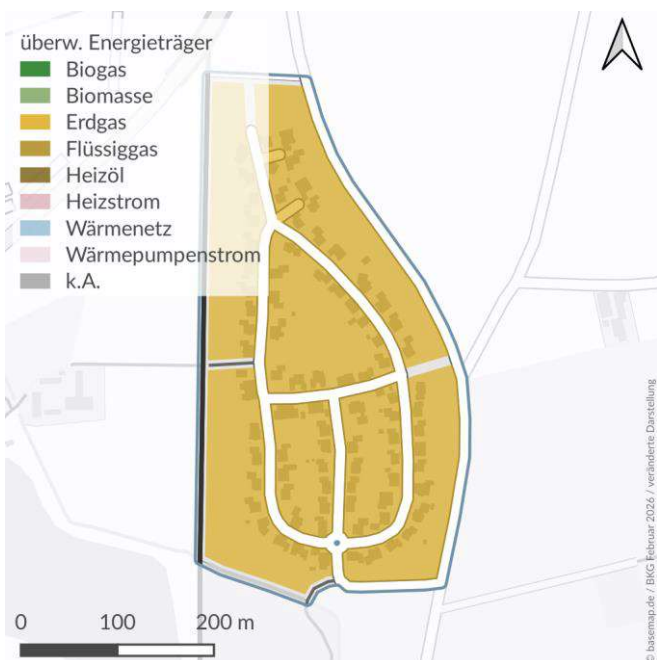 überw. Energieträger
Biogas
Biomasse
Erdgas
Flüssiggas
Heizöl
Heizstrom
Wärmenetz
Wärmepumpenstrom
k.A.
0 100 200 m
© basemap.de / BKG Februar 2026 / veränderte Darstellung